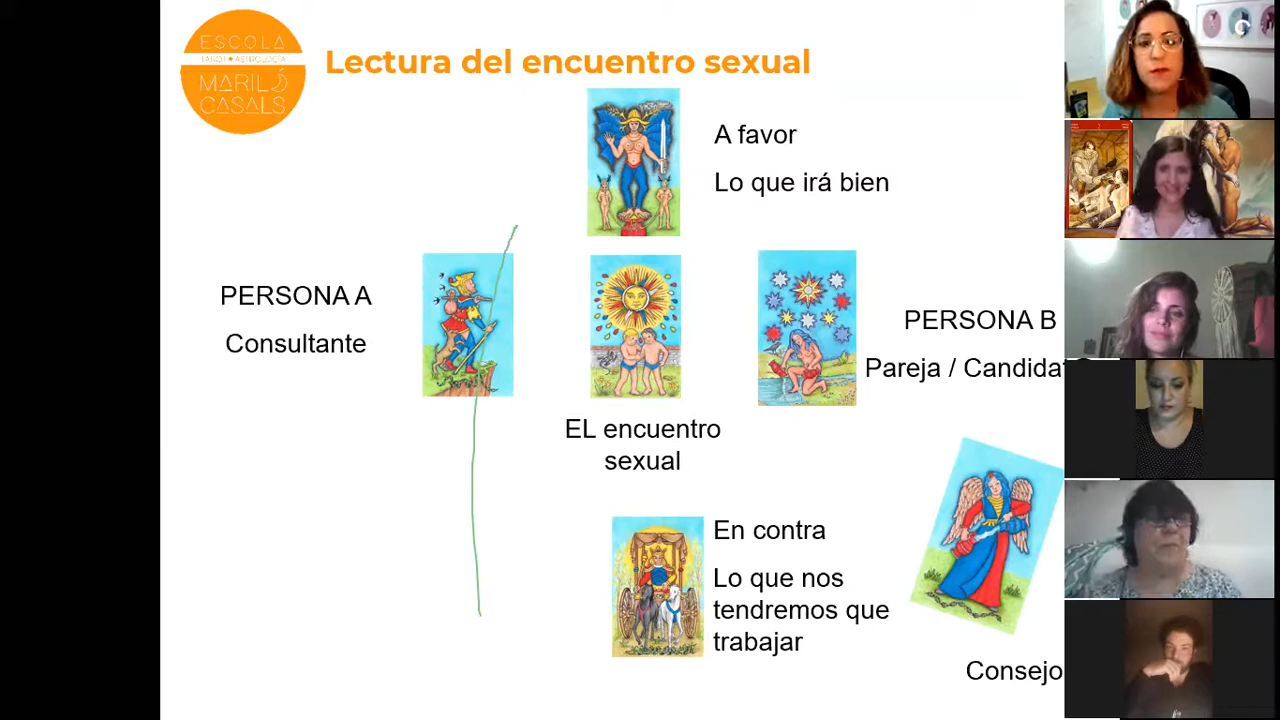 ESCOLA
TAROT ASTROLOGIA
MARILÓ
CASALS
Lectura del encuentro sexual
A favor
Lo que irá bien
PERSONA A
Consultante
PERSONA B
Pareja / Candidat
EL encuentro
sexual
En contra
Lo que nos
tendremos que
trabajar
Consejo